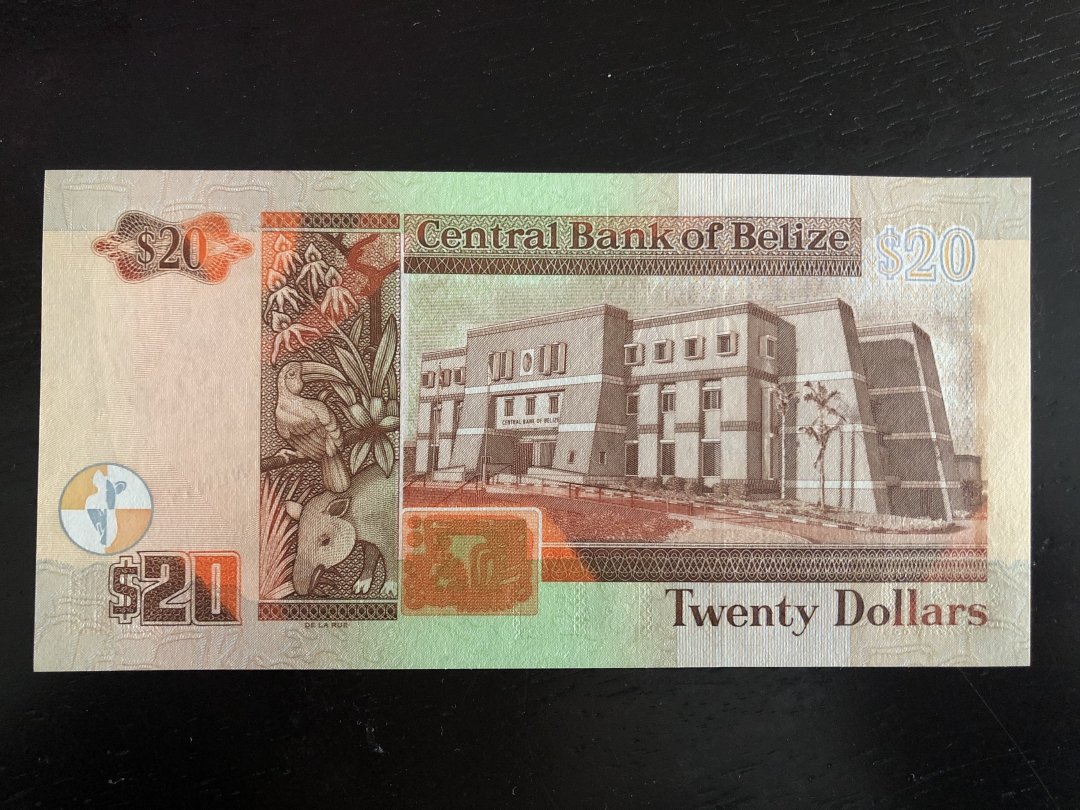 $20
Central Bank of Belize
$20
CENTRAL BANK OF BELIZE
$20
DE LA RUE
Twenty Dollars